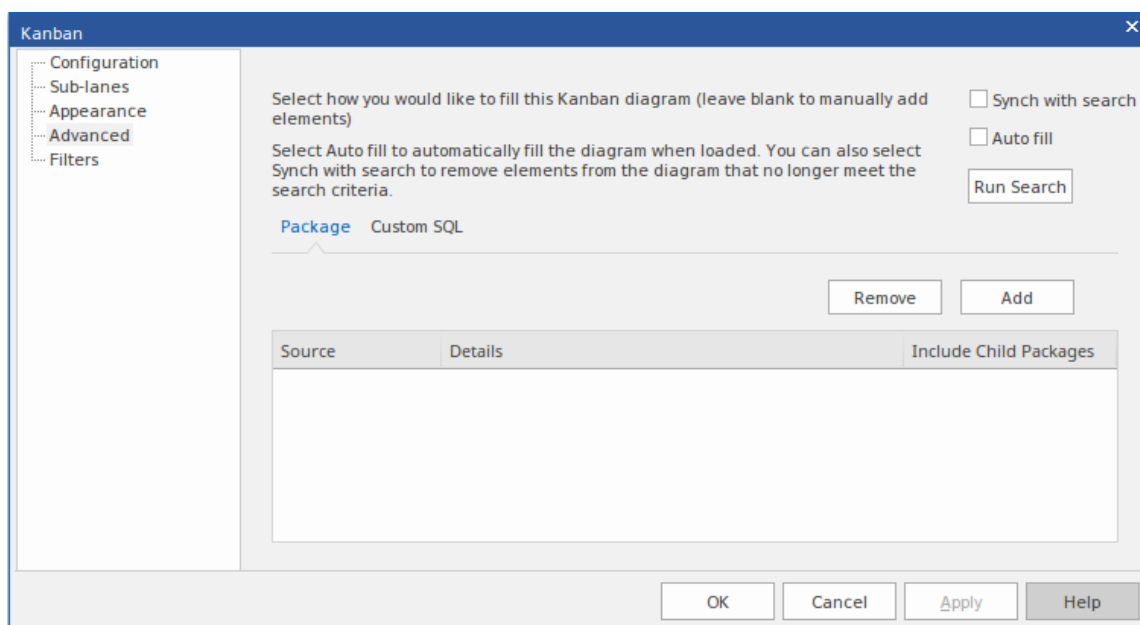 Kanban
Configuration
Sub-lanes
Appearance
Advanced
Filters
Select how you would like to fill this Kanban diagram (leave blank to manually add
elements)
Select Auto fill to automatically fill the diagram when loaded. You can also select
Synch with search to remove elements from the diagram that no longer meet the
search criteria.
Synch with search
Auto fill
Run Search
Package Custom SQL
Remove Add
Source Details Include Child Packages
OK Cancel Apply Help